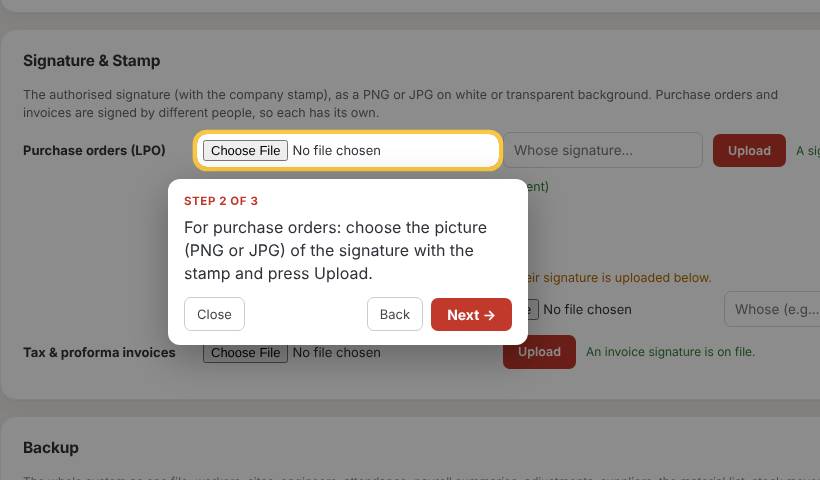 Signature & Stamp
The authorised signature (with the company stamp), as a PNG or JPG on white or transparent background. Purchase orders and
invoices are signed by different people, so each has its own.
Purchase orders (LPO)
Choose File No file chosen
Whose signature...
Upload
A
STEP 2 OF 3
For purchase orders: choose the picture
(PNG or JPG) of the signature with the
stamp and press Upload.
Close
Back
Next →
signature is uploaded below.
No file chosen
Whose (e.g...
Tax & proforma invoices
Choose File No file chosen
Upload
An invoice signature is on file.
Backup